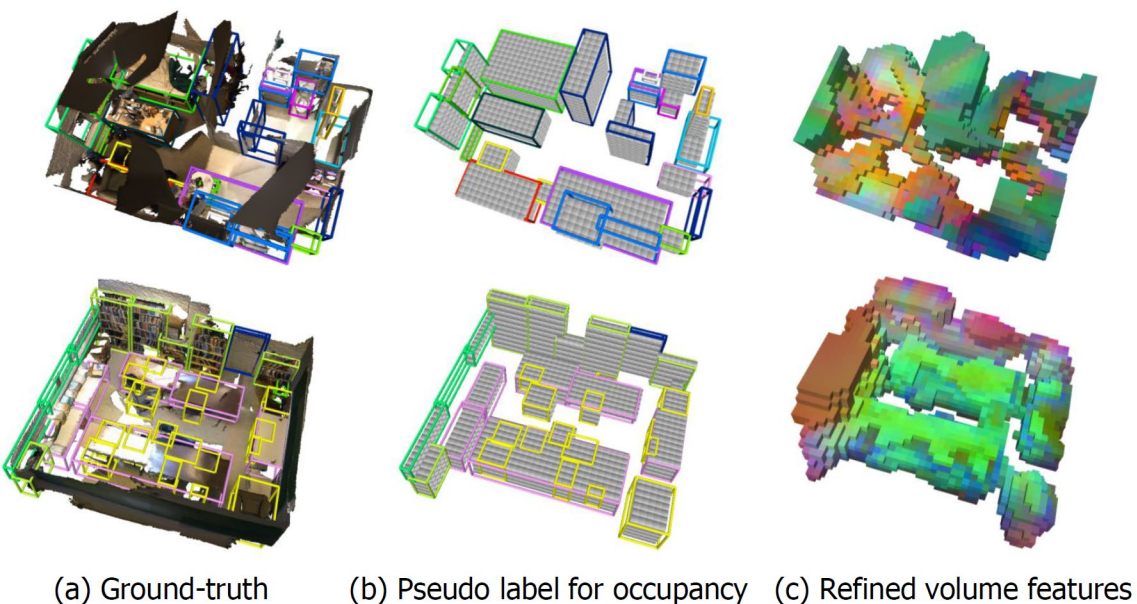 (a) Ground-truth
(b) Pseudo label for occupancy
(c) Refined volume features